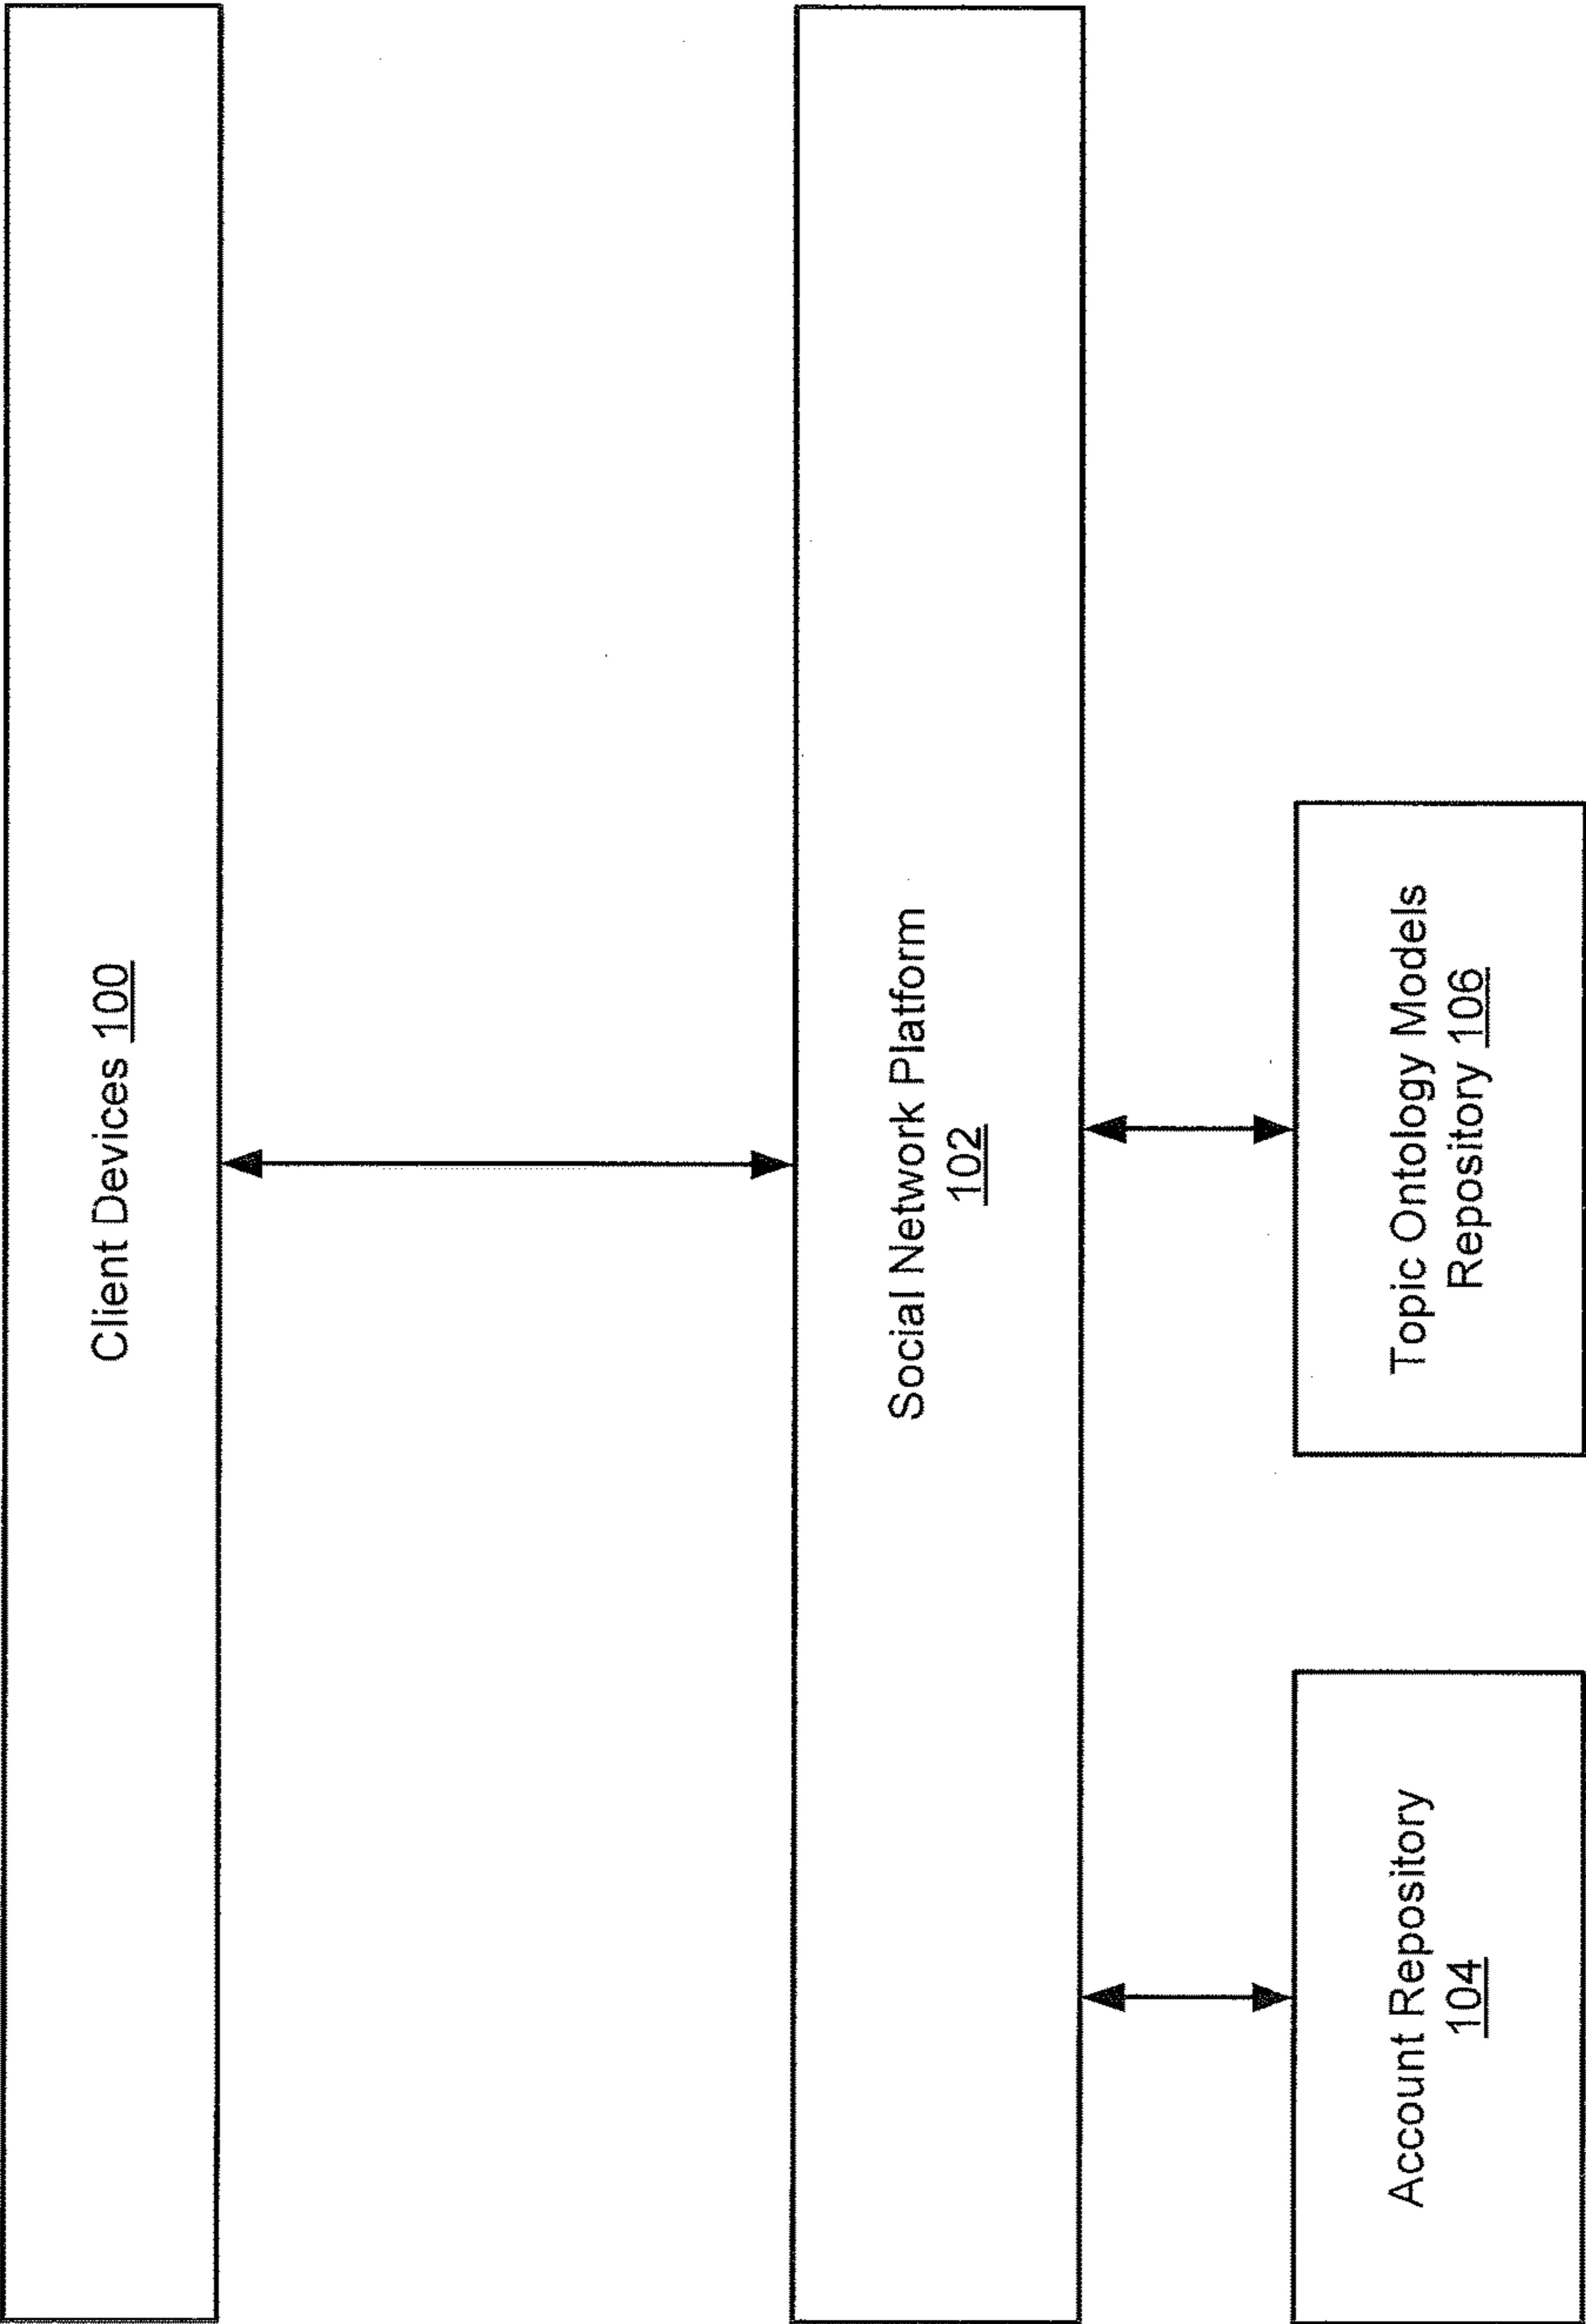 Client Devices 100
Social Network Platform
102
Account Repository
104
Topic Ontology Models
Repository 106